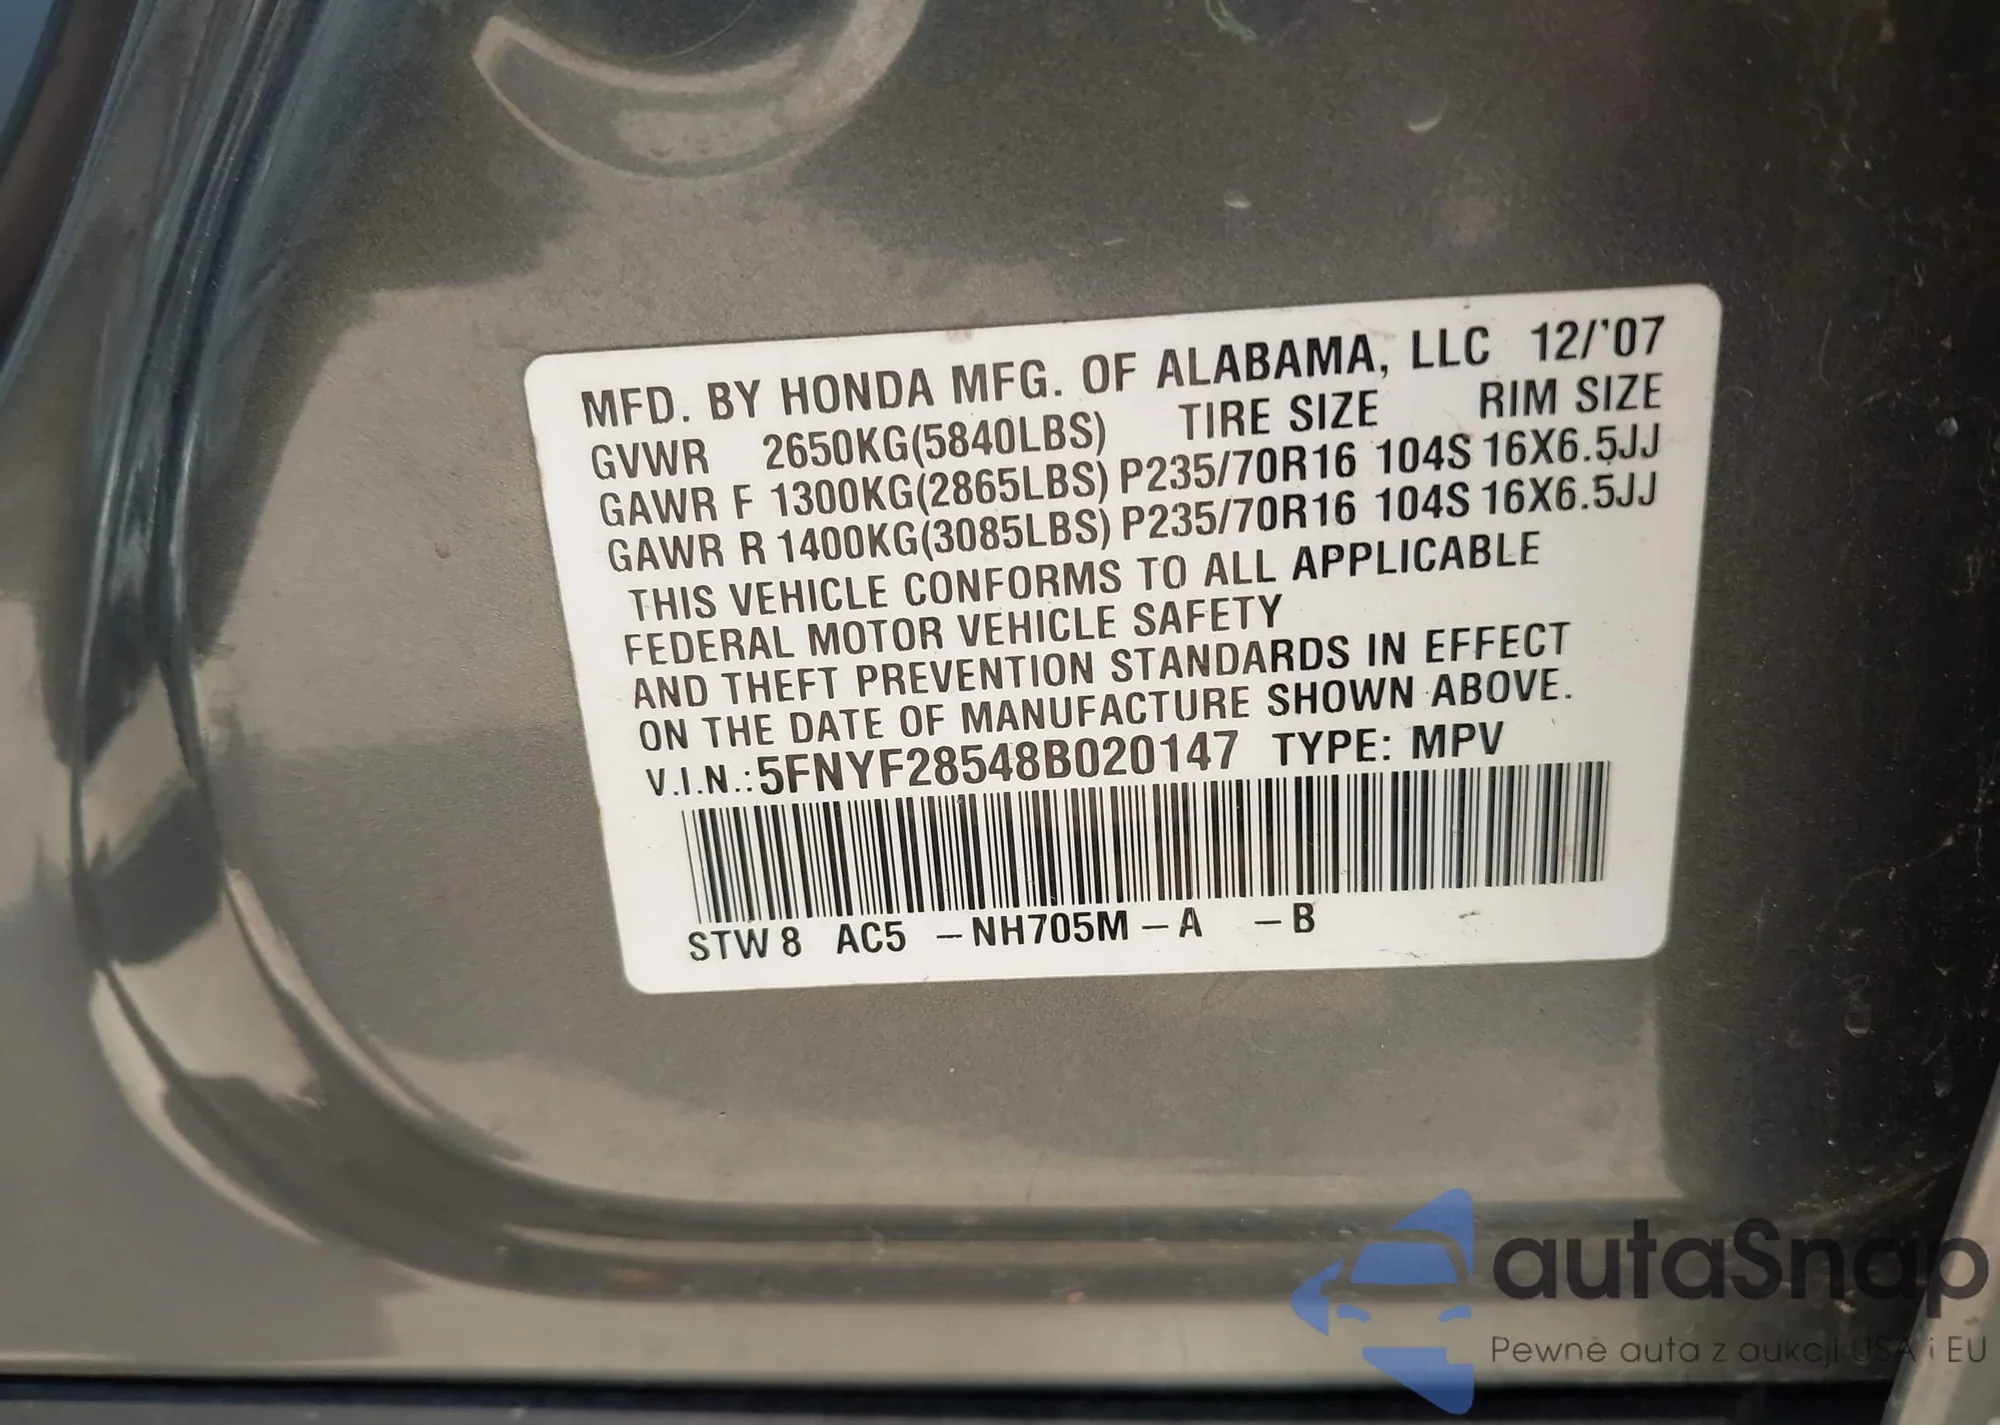 MFD. BY HONDA MFG. OF ALABAMA, LLC 12/'07
GVWR 2650KG(5840LBS) TIRE SIZE RIM SIZE
GAWR F 1300KG(2865LBS) P235/70R16 104S 16X6.5JJ
GAWR R 1400KG(3085LBS) P235/70R16 104S 16X6.5JJ
THIS VEHICLE CONFORMS TO ALL APPLICABLE
FEDERAL MOTOR VEHICLE SAFETY
AND THEFT PREVENTION STANDARDS IN EFFECT
ON THE DATE OF MANUFACTURE SHOWN ABOVE.
V.I.N.: 5FNYF28548B020147 TYPE: MPV
STW 8 AC5 –NH705M–A –B
autaSnap
Pewne auta z aukcji USA i EU